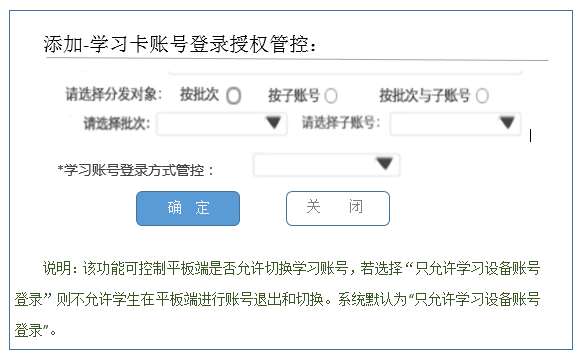 添加-学习卡账号登录授权管控：
请选择分发对象： 按批次 按子账号 按批次与子账号
请选择批次： 请选择子账号：
*学习账号登录方式管控：
确 定 关 闭
说明：该功能可控制平板端是否允许切换学习账号，若选择“只允许学习设备账号
登录”则不允许学生在平板端进行账号退出和切换。系统默认为“只允许学习设备账号
登录”。